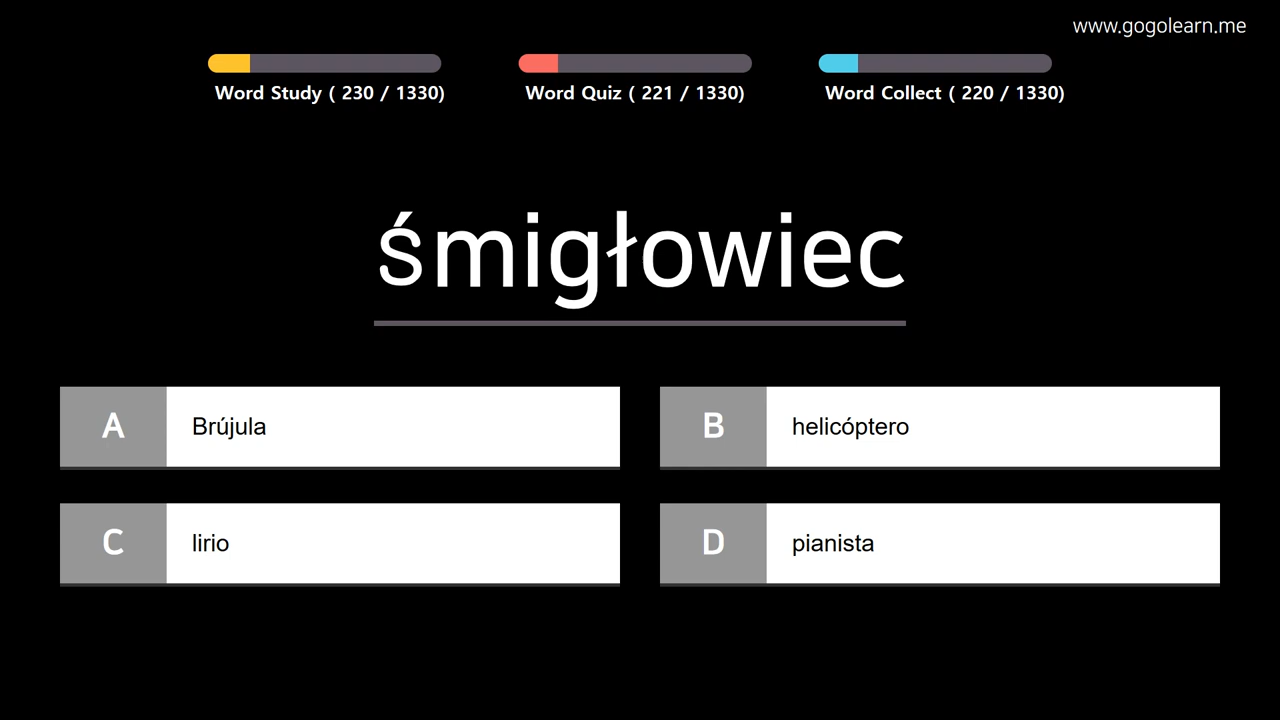 www.gogolearn.me
Word Study ( 230 / 1330)
Word Quiz ( 221 / 1330)
Word Collect ( 220 / 1330)
śmigłowiec
A Brújula
B helicóptero
C lirio
D pianista